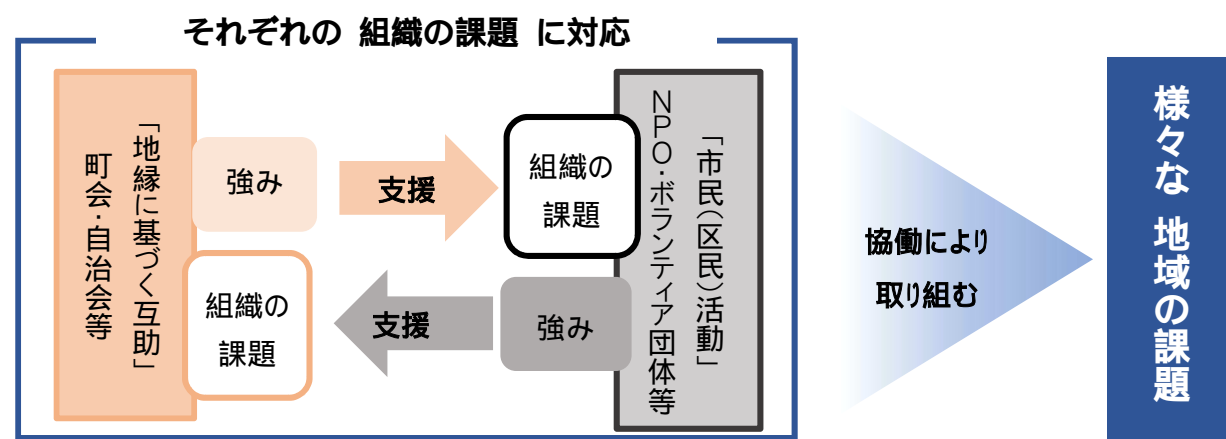 それぞれの 組織の課題 に対応
「地縁に基づく互助」
町会・自治会等
強み
支援
組織の
課題
組織の
課題
支援
強み
「市民(区民)活動」
NPO・ボランティア団体等
協働により
取り組む
様々な 地域の課題